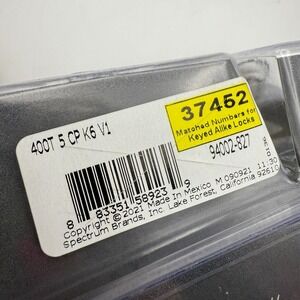 400T 5 CP K6 V1
37452
Matched Numbers for
Keyed Alike Locks
94002-827
8 83351 58923 9
Copyright ©2021 Made In Mexico M 090921 11:30
Spectrum Brands, Inc. Lake Forest, California 92610